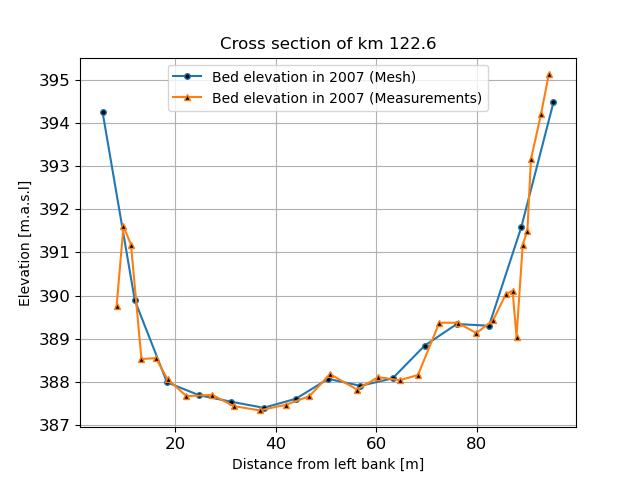 Cross section of km 122.6
Bed elevation in 2007 (Mesh)
Bed elevation in 2007 (Measurements)
Elevation [m.a.s.l]
395
394
393
392
391
390
389
388
387
20 40 60 80
Distance from left bank [m]